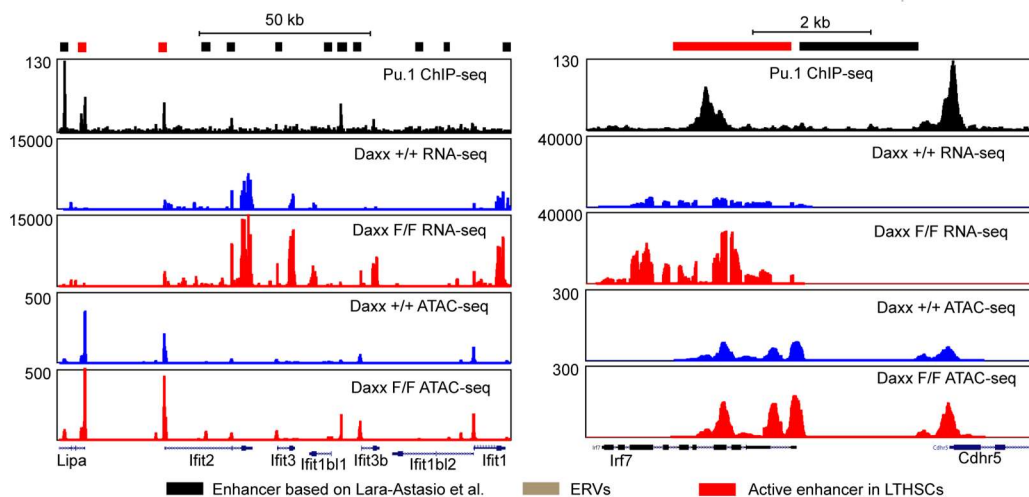 50 kb
130
Pu.1 ChIP-seq
15000
Daxx +/+ RNA-seq
15000
Daxx F/F RNA-seq
500
Daxx +/+ ATAC-seq
500
Daxx F/F ATAC-seq
Lipa Ifit2 Ifit3 Ifit1bl1 Ifit3b Ifit1bl2 Ifit1
2 kb
130
Pu.1 ChIP-seq
40000
Daxx +/+ RNA-seq
40000
Daxx F/F RNA-seq
300
Daxx +/+ ATAC-seq
300
Daxx F/F ATAC-seq
Irf7 Cdhr5
Irf7 Cdhr5
Enhancer based on Lara-Astasio et al. ERVs Active enhancer in LTHSCs